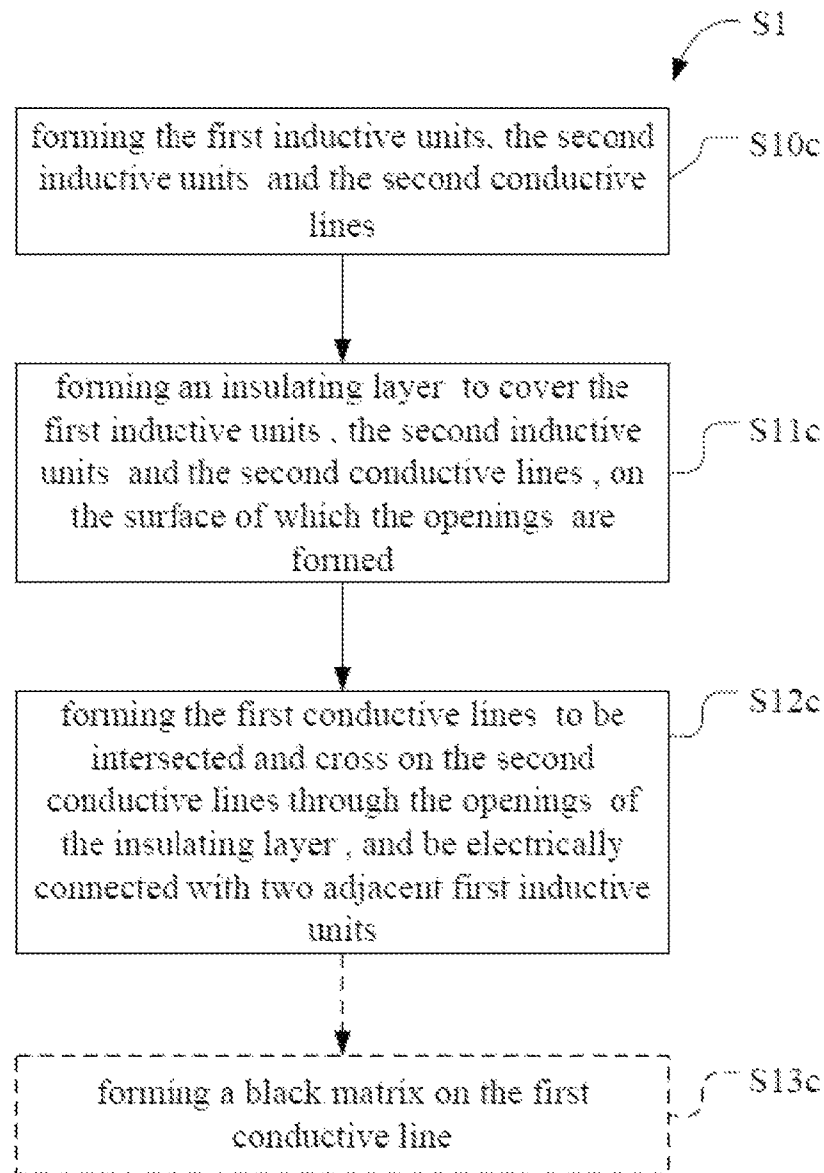 S1
forming the first inductive units, the second
inductive units and the second conductive
lines
S10c
forming an insulating layer to cover the
first inductive units , the second inductive
units and the second conductive lines , on
the surface of which the openings are
formed
S11c
forming the first conductive lines to be
intersected and cross on the second
conductive lines through the openings of
the insulating layer , and be electrically
connected with two adjacent first inductive
units
S12c
forming a black matrix on the first
conductive line
S13c